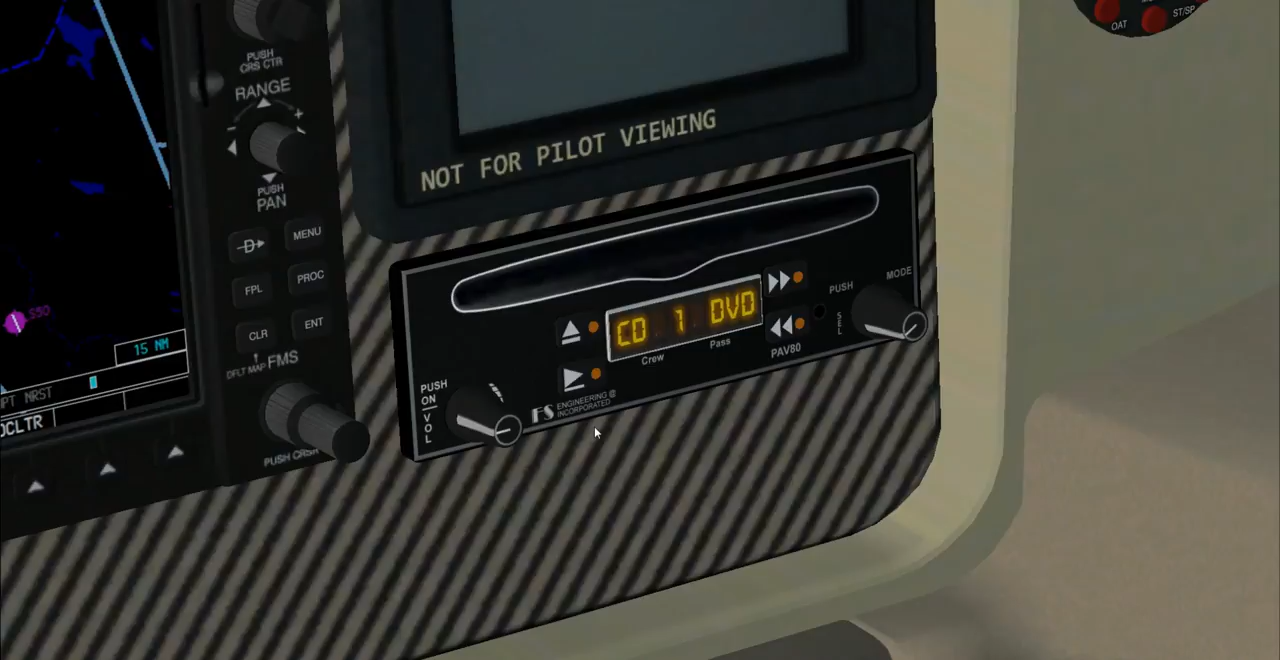 PUSH
CRS CTR
RANGE
- +
PUSH
PAN
D
MENU
FPL
PROC
CLR
ENT
DFLT MAP
FMS
PUSH CRSR
S50
15 NM
NRST
DCLTR
NOT FOR PILOT VIEWING
CD 1 DVD
Crew
Pass
PUSH
ON
VOL
FS
ENGINEERING @
INCORPORATED
PAV80
PUSH
SEL
MODE
OAT